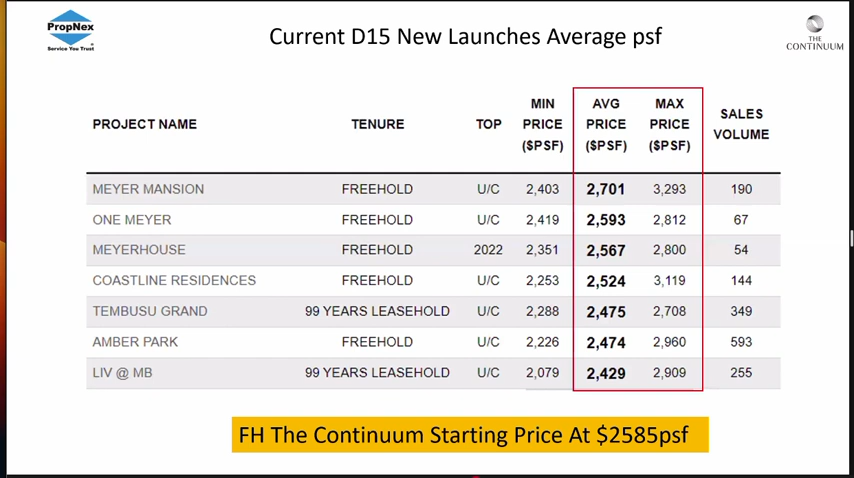 PropNex
Service You Trust
Current D15 New Launches Average psf
THE
CONTINUUM
PROJECT NAME TENURE TOP MIN PRICE ($PSF) AVG PRICE ($PSF) MAX PRICE ($PSF) SALES VOLUME
MEYER MANSION FREEHOLD U/C 2,403 2,701 3,293 190
ONE MEYER FREEHOLD U/C 2,419 2,593 2,812 67
MEYERHOUSE FREEHOLD 2022 2,351 2,567 2,800 54
COASTLINE RESIDENCES FREEHOLD U/C 2,253 2,524 3,119 144
TEMBUSU GRAND 99 YEARS LEASEHOLD U/C 2,288 2,475 2,708 349
AMBER PARK FREEHOLD U/C 2,226 2,474 2,960 593
LIV @ MB 99 YEARS LEASEHOLD U/C 2,079 2,429 2,909 255
FH The Continuum Starting Price At $2585psf